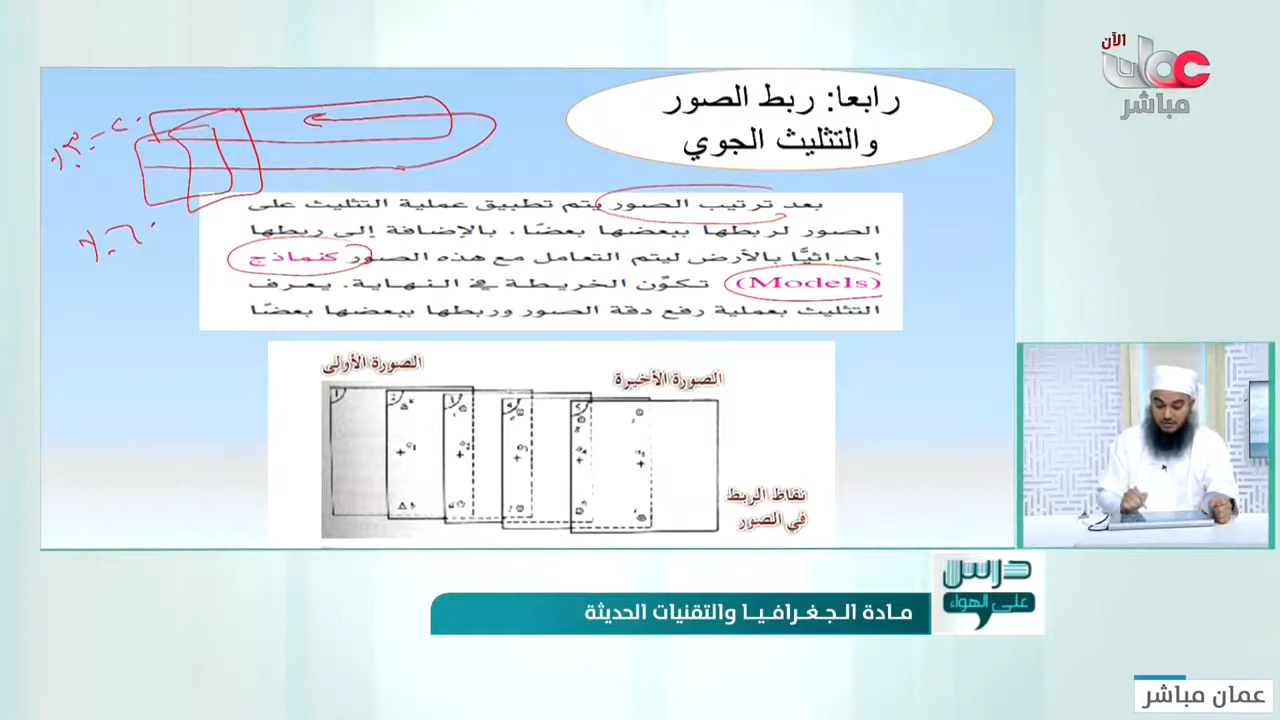 الآن
عمان
مباشر
رابعا: ربط الصور
والتثليث الجوي
بعد ترتيب الصور يتم تطبيق عملية التثليث على
الصور لربطها ببعضها بعضًا. بالإضافة إلى ربطها
إحداثيًّا بالأرض ليتم التعامل مع هذه الصور كنماذج
(Models) تكوّن الخريطة في النهاية. يعرف
التثليث بعملية رفع دقة الصور وربطها ببعضها بعضًا
الصورة الأولى
الصورة الأخيرة
نقاط الربط
في الصور
درس
على الهواء
مادة الجغرافيا والتقنيات الحديثة
عمان مباشر